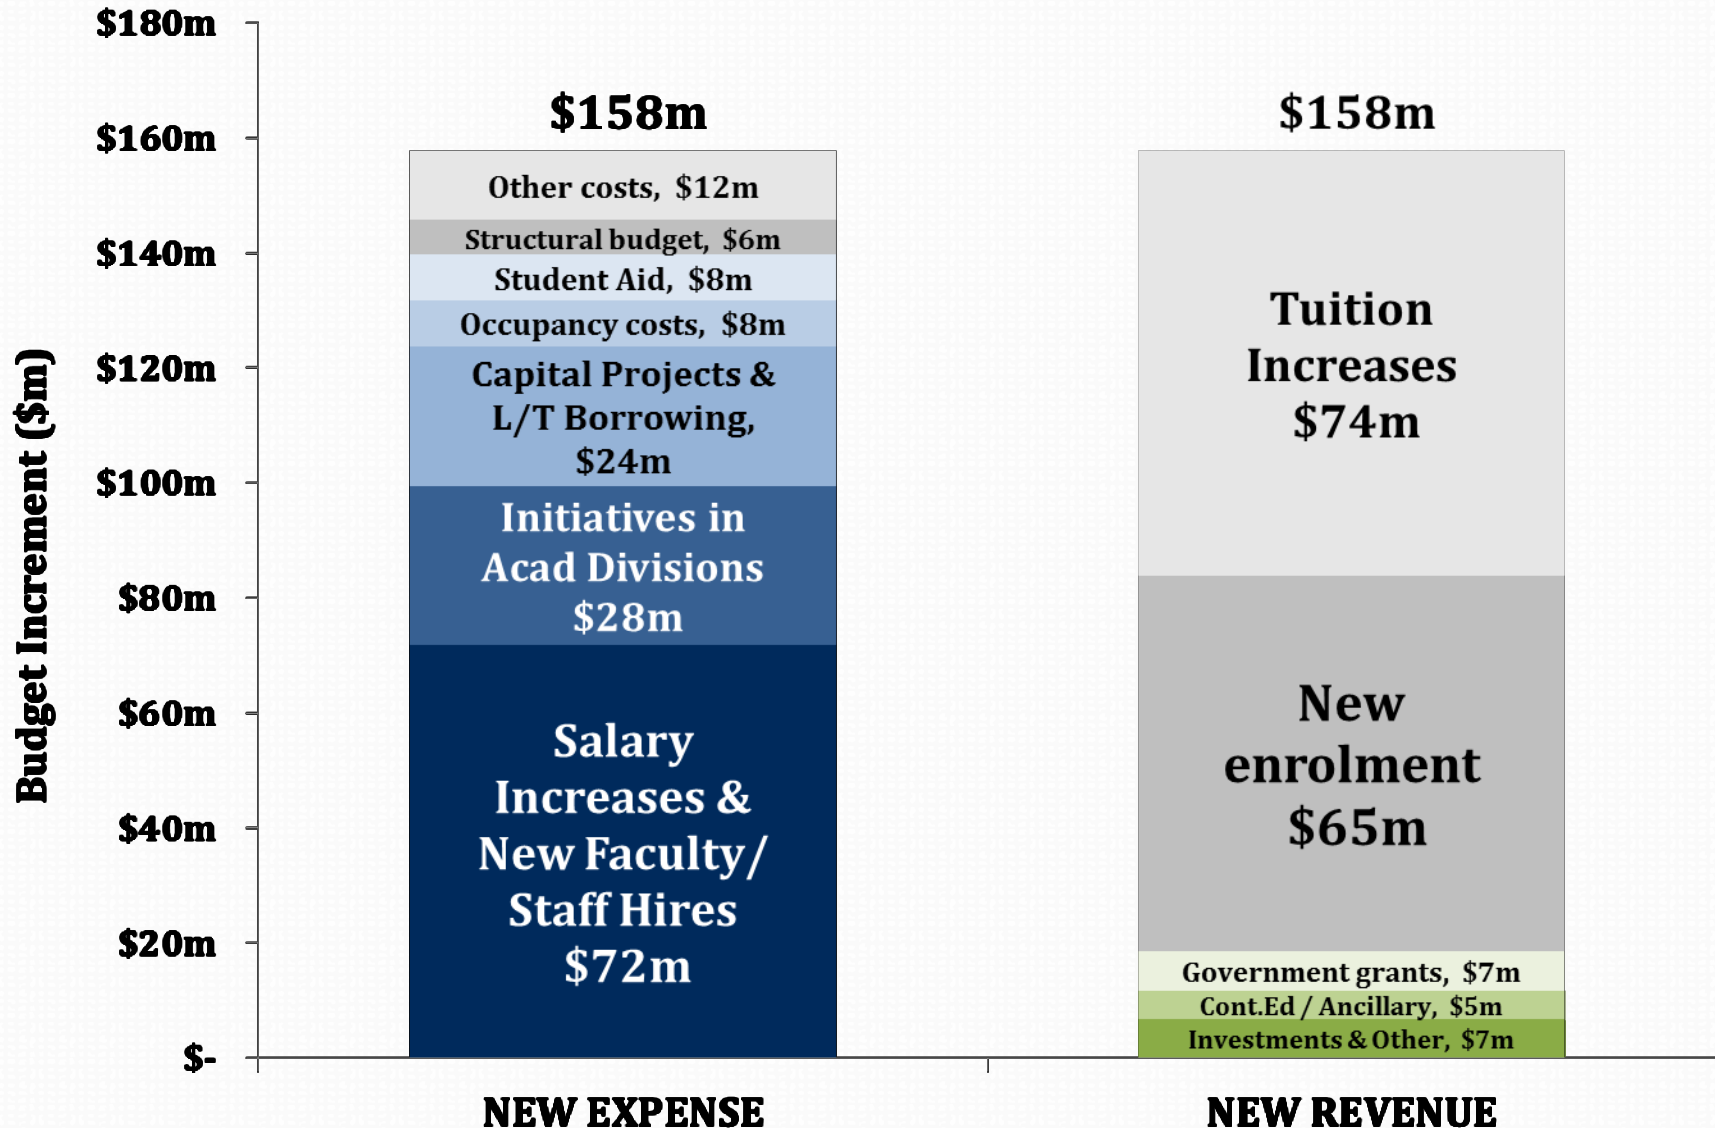 $180m
$160m
$140m
$120m
$100m
$80m
$60m
$40m
$20m
$-
Budget Increment ($m)
$158m
Other costs, $12m
Structural budget, $6m
Student Aid, $8m
Occupancy costs, $8m
Capital Projects &
L/T Borrowing,
$24m
Initiatives in
Acad Divisions
$28m
Salary
Increases &
New Faculty/
Staff Hires
$72m
NEW EXPENSE
$158m
Tuition
Increases
$74m
New
enrolment
$65m
Government grants, $7m
Cont.Ed / Ancillary, $5m
Investments & Other, $7m
NEW REVENUE